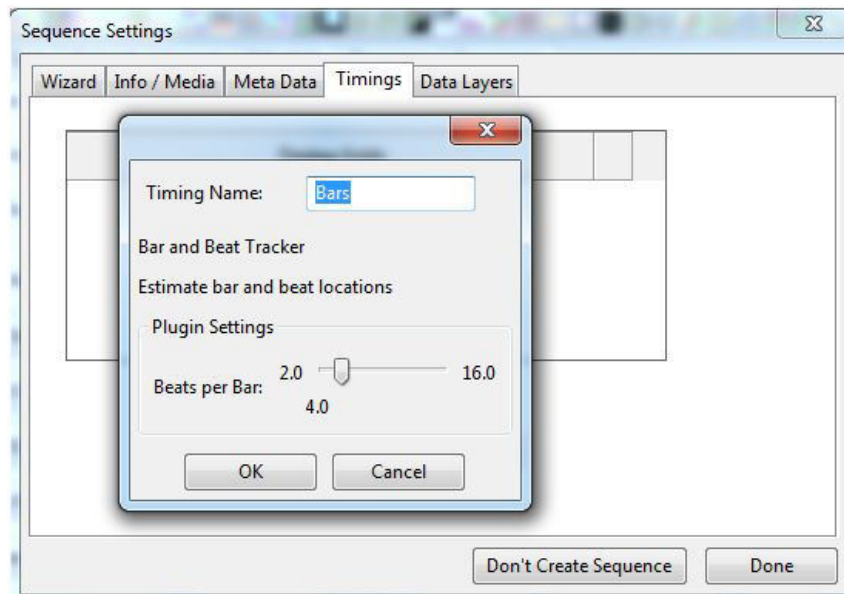 Sequence Settings
Wizard Info / Media Meta Data Timings Data Layers
Timing Name: Bars
Bar and Beat Tracker
Estimate bar and beat locations
Plugin Settings
Beats per Bar: 2.0 16.0
4.0
OK Cancel
Don't Create Sequence Done